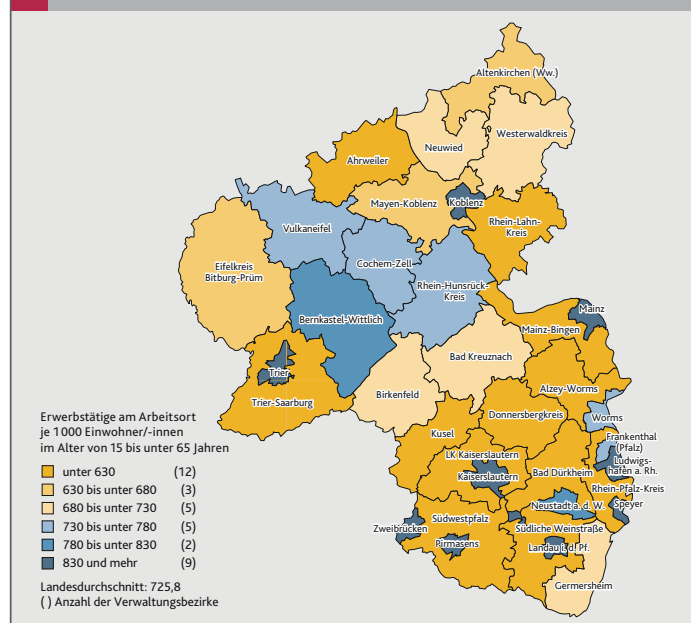 Altenkirchen (Ww.)
Westerwaldkreis
Neuwied
Ahrweiler
Mayen-Koblenz
Koblenz
Rhein-Lahn-
Kreis
Vulkaneifel
Cochem-Zell
Eifelkreis
Bitburg-Prüm
Rhein-Hunsrück-
Kreis
Bernkastel-Wittlich
Mainz
Mainz-Bingen
Bad Kreuznach
Trier
Alzey-Worms
Birkenfeld
Trier-Saarburg
Donnersbergkreis
Worms
Kusel
Frankenthal
(Pfalz)
LK Kaiserslautern
Ludwigs-
hafen a. Rh.
Kaiserslautern
Bad Dürkheim
Rhein-Pfalz-Kreis
Neustadt a. d. W.
Speyer
Südwestpfalz
Zweibrücken
Südliche Weinstraße
Pirmasens
Landau i. d. Pf.
Germersheim
Erwerbstätige am Arbeitsort
je 1000 Einwohner/-innen
im Alter von 15 bis unter 65 Jahren
unter 630 (12)
630 bis unter 680 (3)
680 bis unter 730 (5)
730 bis unter 780 (5)
780 bis unter 830 (2)
830 und mehr (9)
Landesdurchschnitt: 725,8
( ) Anzahl der Verwaltungsbezirke